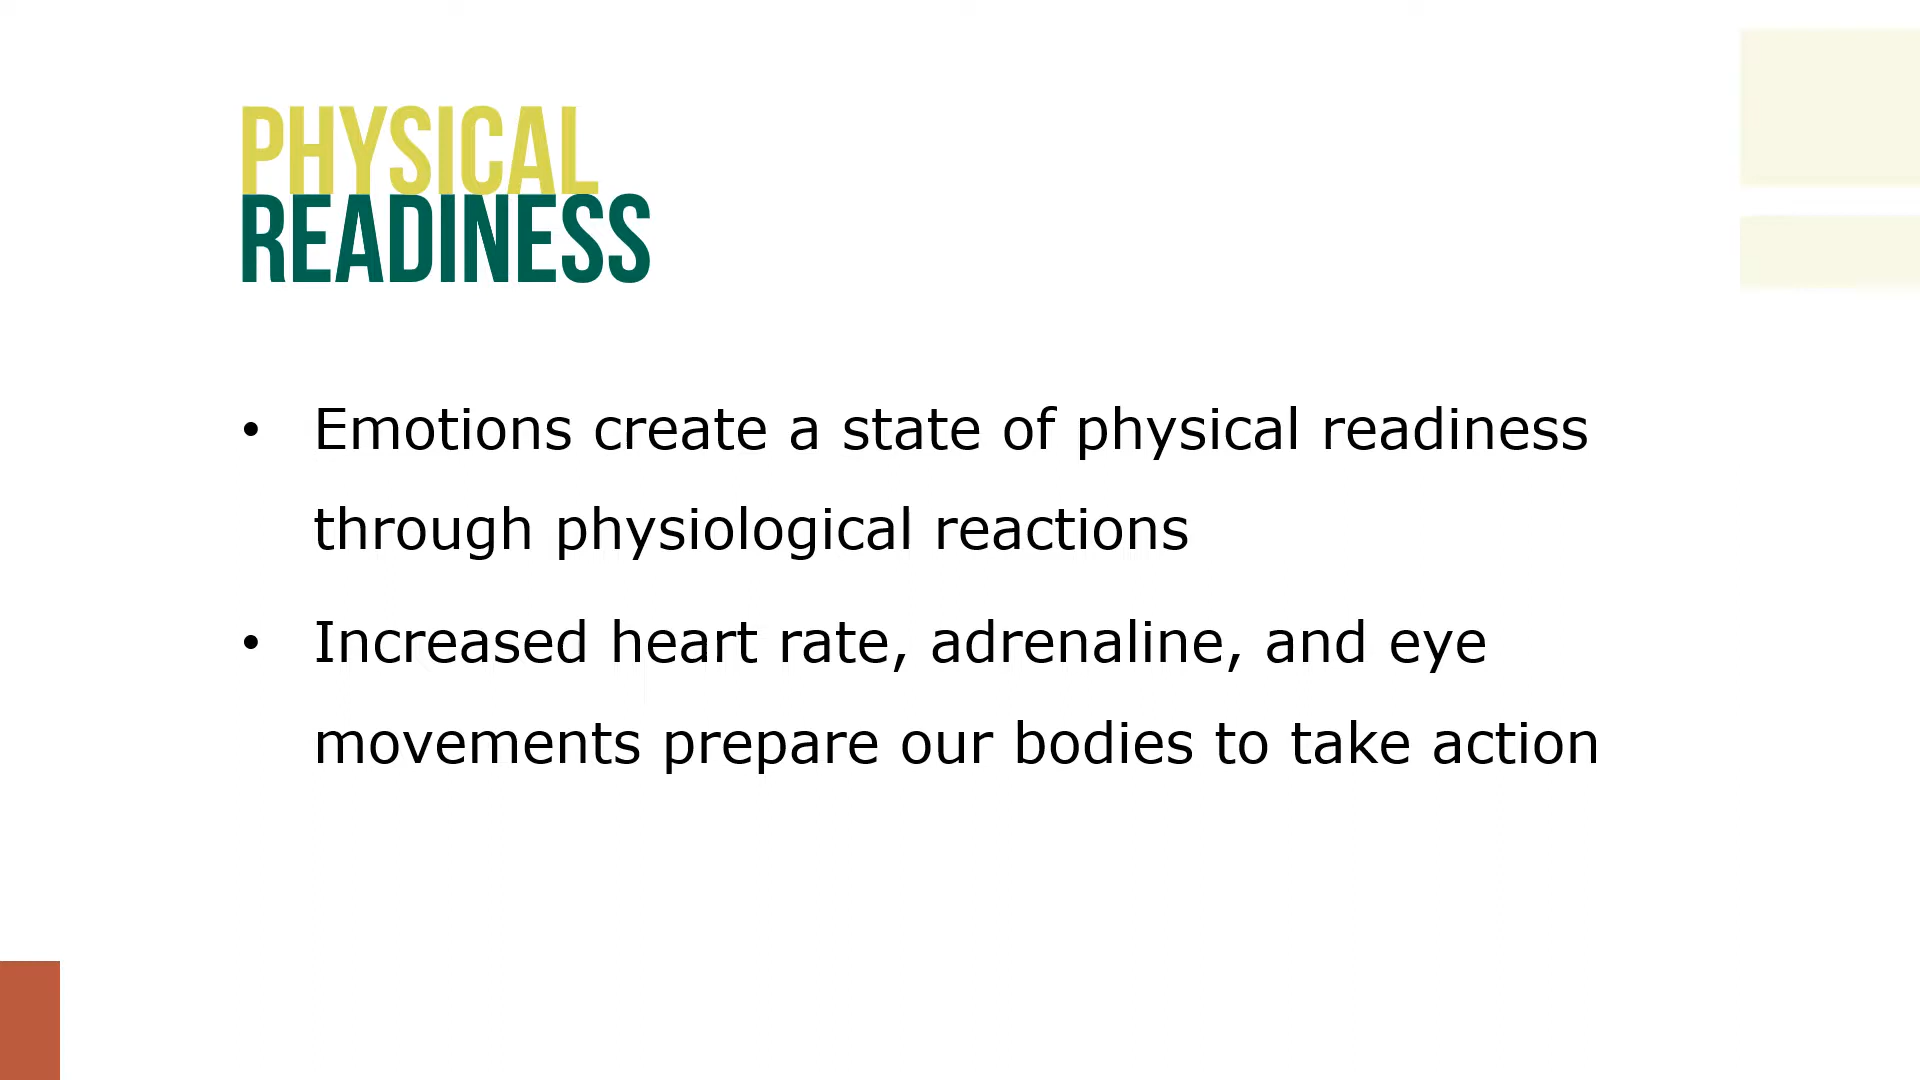 PHYSICAL
READINESS
• Emotions create a state of physical readiness
through physiological reactions
• Increased heart rate, adrenaline, and eye
movements prepare our bodies to take action